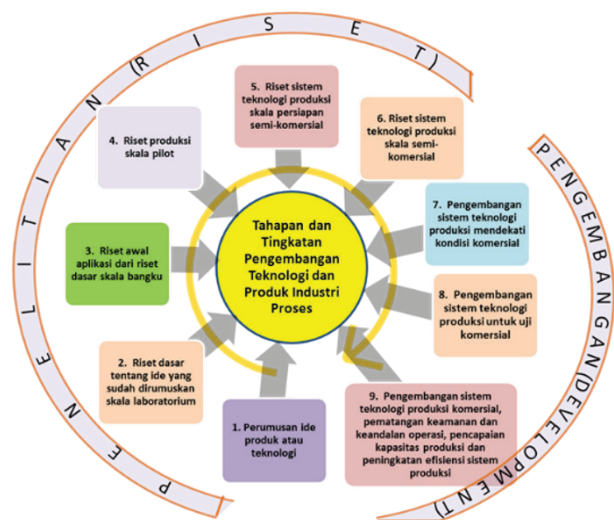 PENELITIAN (RISET)
5. Riset sistem
teknologi produksi
skala persiapan
semi-komersial
6. Riset sistem
teknologi produksi
skala semi-
komersial
4. Riset produksi
skala pilot
7. Pengembangan
sistem teknologi
produksi mendekati
kondisi komersial
Tahapan dan
Tingkatan
Pengembangan
Teknologi dan
Produk Industri
Proses
3. Riset awal
aplikasi dari riset
dasar skala bangku
8. Pengembangan
sistem teknologi
produksi untuk uji
komersial
2. Riset dasar
tentang ide yang
sudah dirumuskan
skala laboratorium
1. Perumusan ide
produk atau
teknologi
9. Pengembangan sistem
teknologi produksi komersial,
pematangan keamanan dan
keandalan operasi, pencapaian
kapasitas produksi dan
peningkatan efisiensi sistem
produksi
PENGEMBANGAN(DEVELOPMENT)